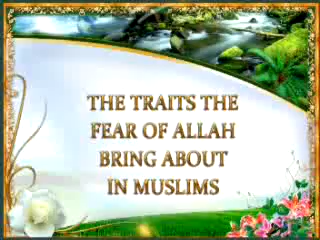 THE TRAITS THE
FEAR OF ALLAH
BRING ABOUT
IN MUSLIMS